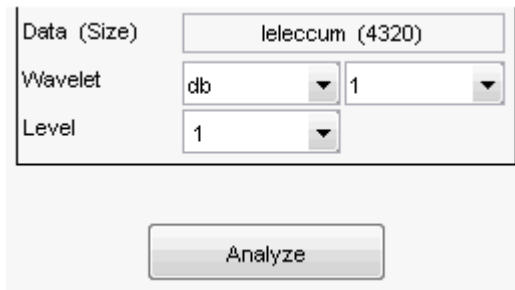 Data (Size) leleccum (4320)
Wavelet db 1
Level 1
Analyze